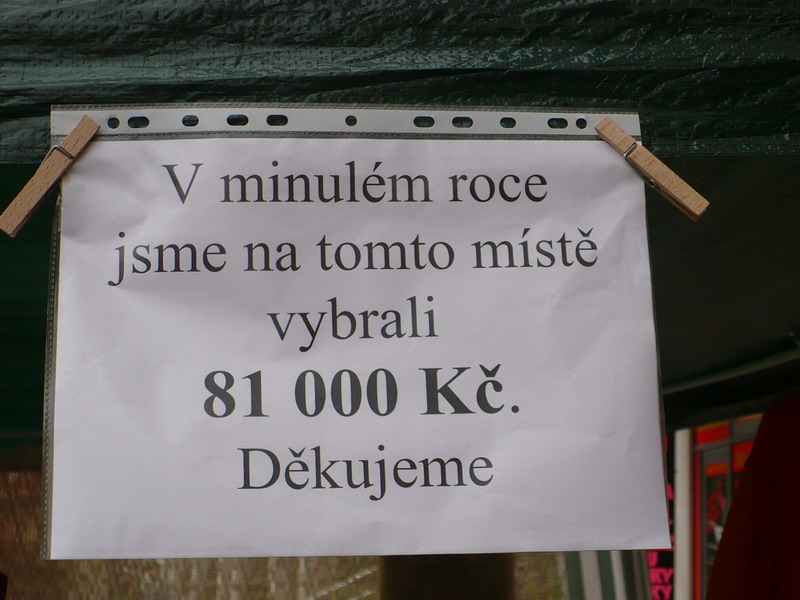 V minulém roce
jsme na tomto místě
vybrali
81 000 Kč.
Děkujeme